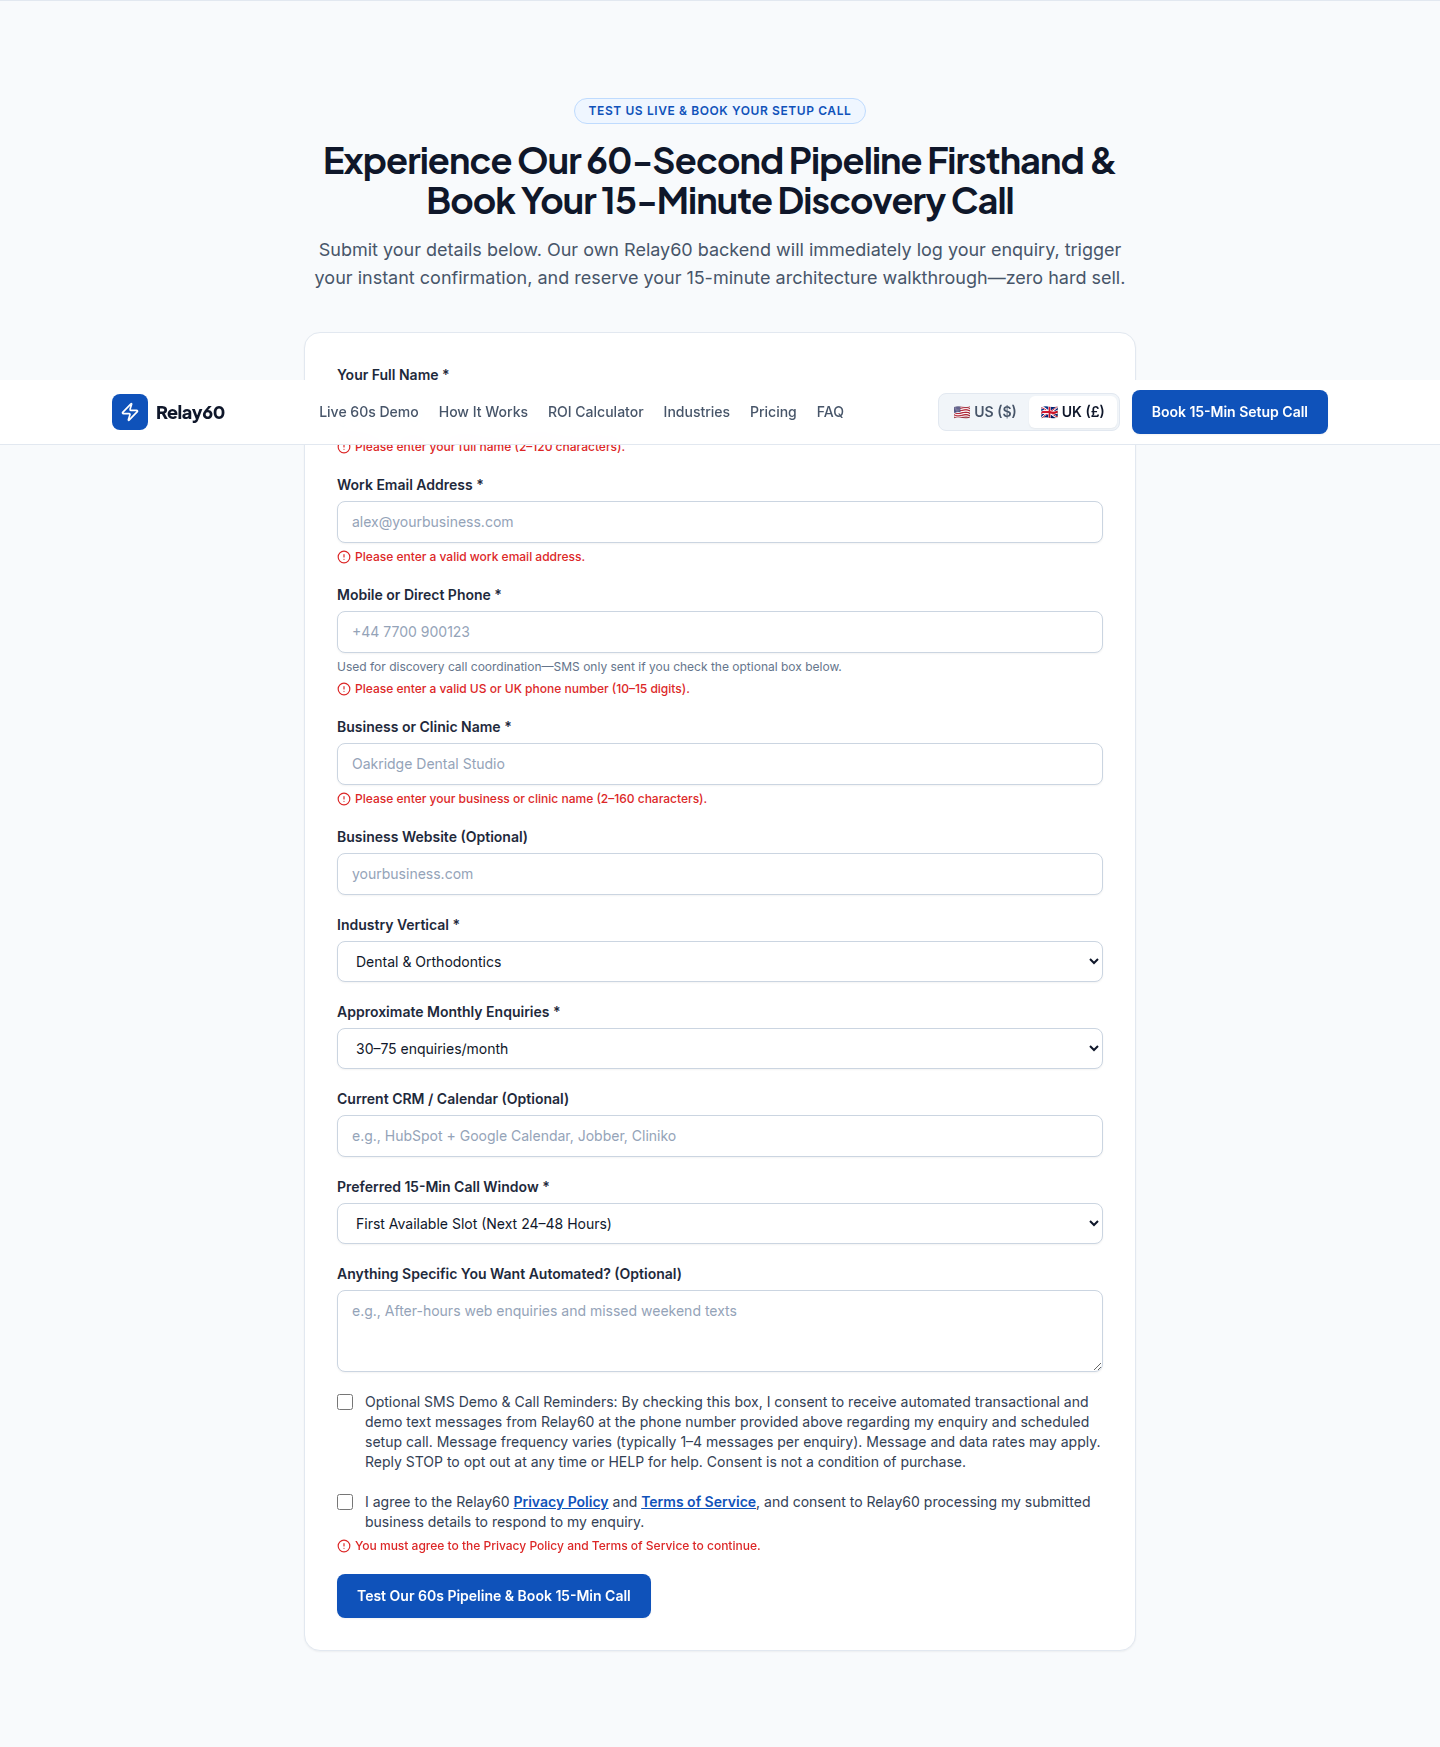 TEST US LIVE & BOOK YOUR SETUP CALL
Experience Our 60-Second Pipeline Firsthand &
Book Your 15-Minute Discovery Call
Submit your details below. Our own Relay60 backend will immediately log your enquiry, trigger
your instant confirmation, and reserve your 15-minute architecture walkthrough—zero hard sell.
Your Full Name *
Relay60
Live 60s Demo How It Works ROI Calculator Industries Pricing FAQ
🇺🇸 US ($) 🇬🇧 UK (£)
Book 15-Min Setup Call
Please enter your full name (2–120 characters).
Work Email Address *
alex@yourbusiness.com
Please enter a valid work email address.
Mobile or Direct Phone *
+44 7700 900123
Used for discovery call coordination—SMS only sent if you check the optional box below.
Please enter a valid US or UK phone number (10–15 digits).
Business or Clinic Name *
Oakridge Dental Studio
Please enter your business or clinic name (2–160 characters).
Business Website (Optional)
yourbusiness.com
Industry Vertical *
Dental & Orthodontics
Approximate Monthly Enquiries *
30–75 enquiries/month
Current CRM / Calendar (Optional)
e.g., HubSpot + Google Calendar, Jobber, Cliniko
Preferred 15-Min Call Window *
First Available Slot (Next 24–48 Hours)
Anything Specific You Want Automated? (Optional)
e.g., After-hours web enquiries and missed weekend texts
Optional SMS Demo & Call Reminders: By checking this box, I consent to receive automated transactional and
demo text messages from Relay60 at the phone number provided above regarding my enquiry and scheduled
setup call. Message frequency varies (typically 1–4 messages per enquiry). Message and data rates may apply.
Reply STOP to opt out at any time or HELP for help. Consent is not a condition of purchase.
I agree to the Relay60 Privacy Policy and Terms of Service, and consent to Relay60 processing my submitted
business details to respond to my enquiry.
You must agree to the Privacy Policy and Terms of Service to continue.
Test Our 60s Pipeline & Book 15-Min Call